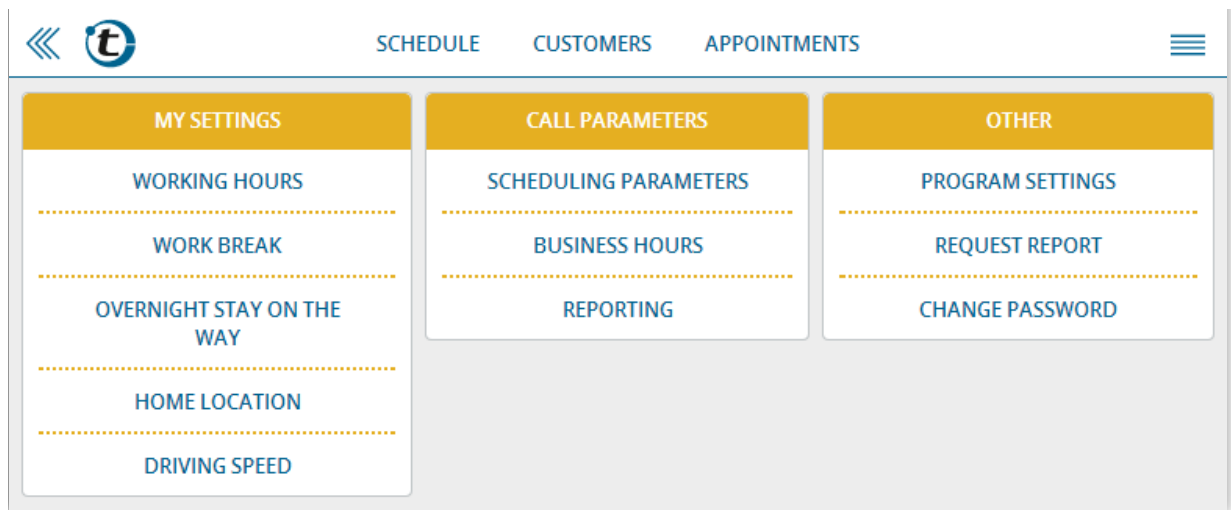 t
SCHEDULE CUSTOMERS APPOINTMENTS
MY SETTINGS
WORKING HOURS
WORK BREAK
OVERNIGHT STAY ON THE
WAY
HOME LOCATION
DRIVING SPEED
CALL PARAMETERS
SCHEDULING PARAMETERS
BUSINESS HOURS
REPORTING
OTHER
PROGRAM SETTINGS
REQUEST REPORT
CHANGE PASSWORD